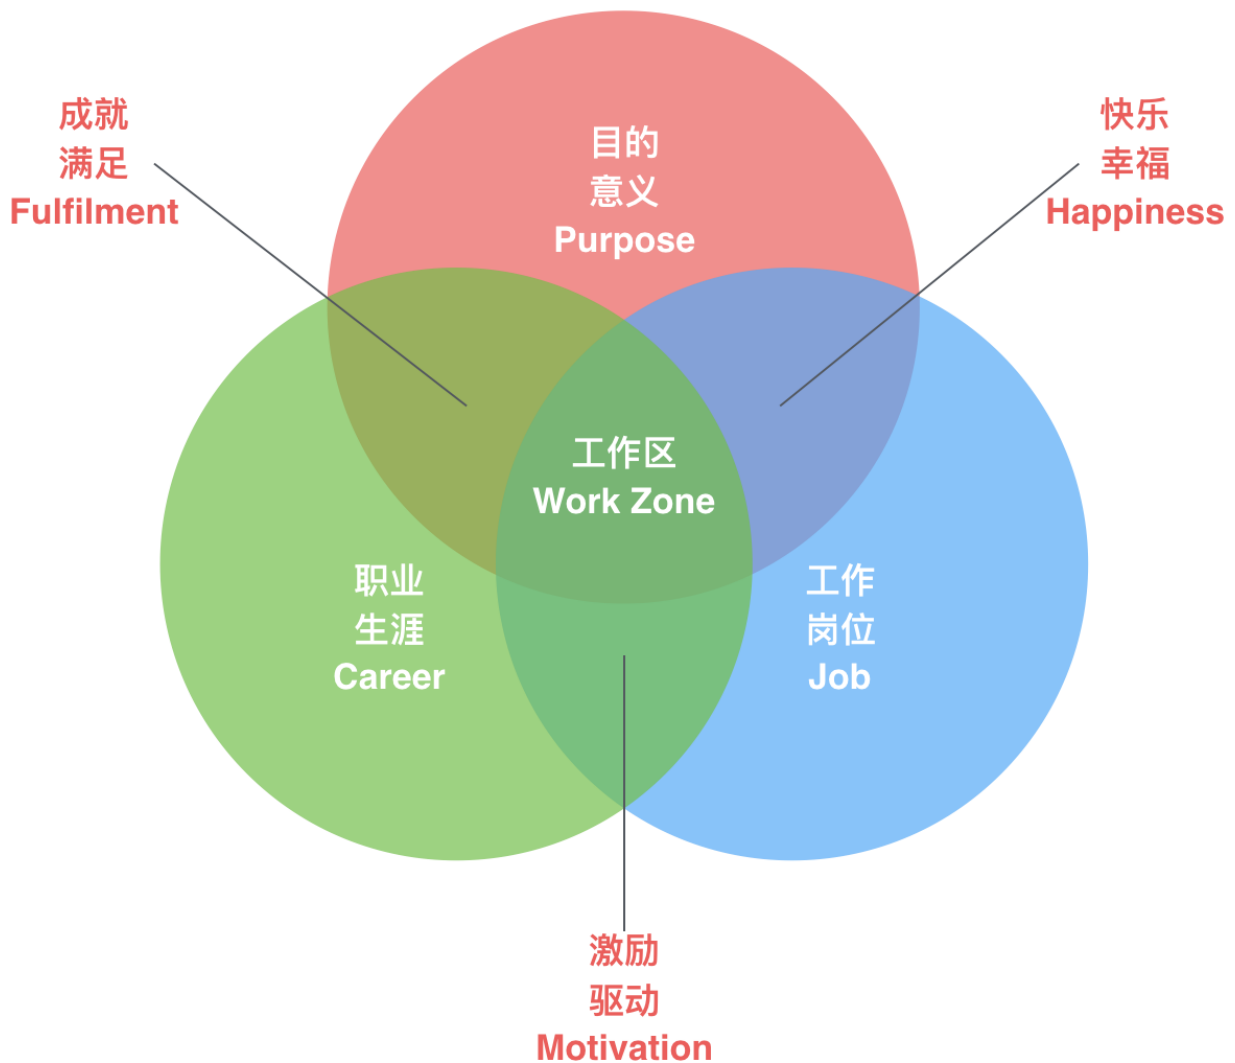 成就
满足
Fulfilment
快乐
幸福
Happiness
目的
意义
Purpose
工作区
Work Zone
职业
生涯
Career
工作
岗位
Job
激励
驱动
Motivation